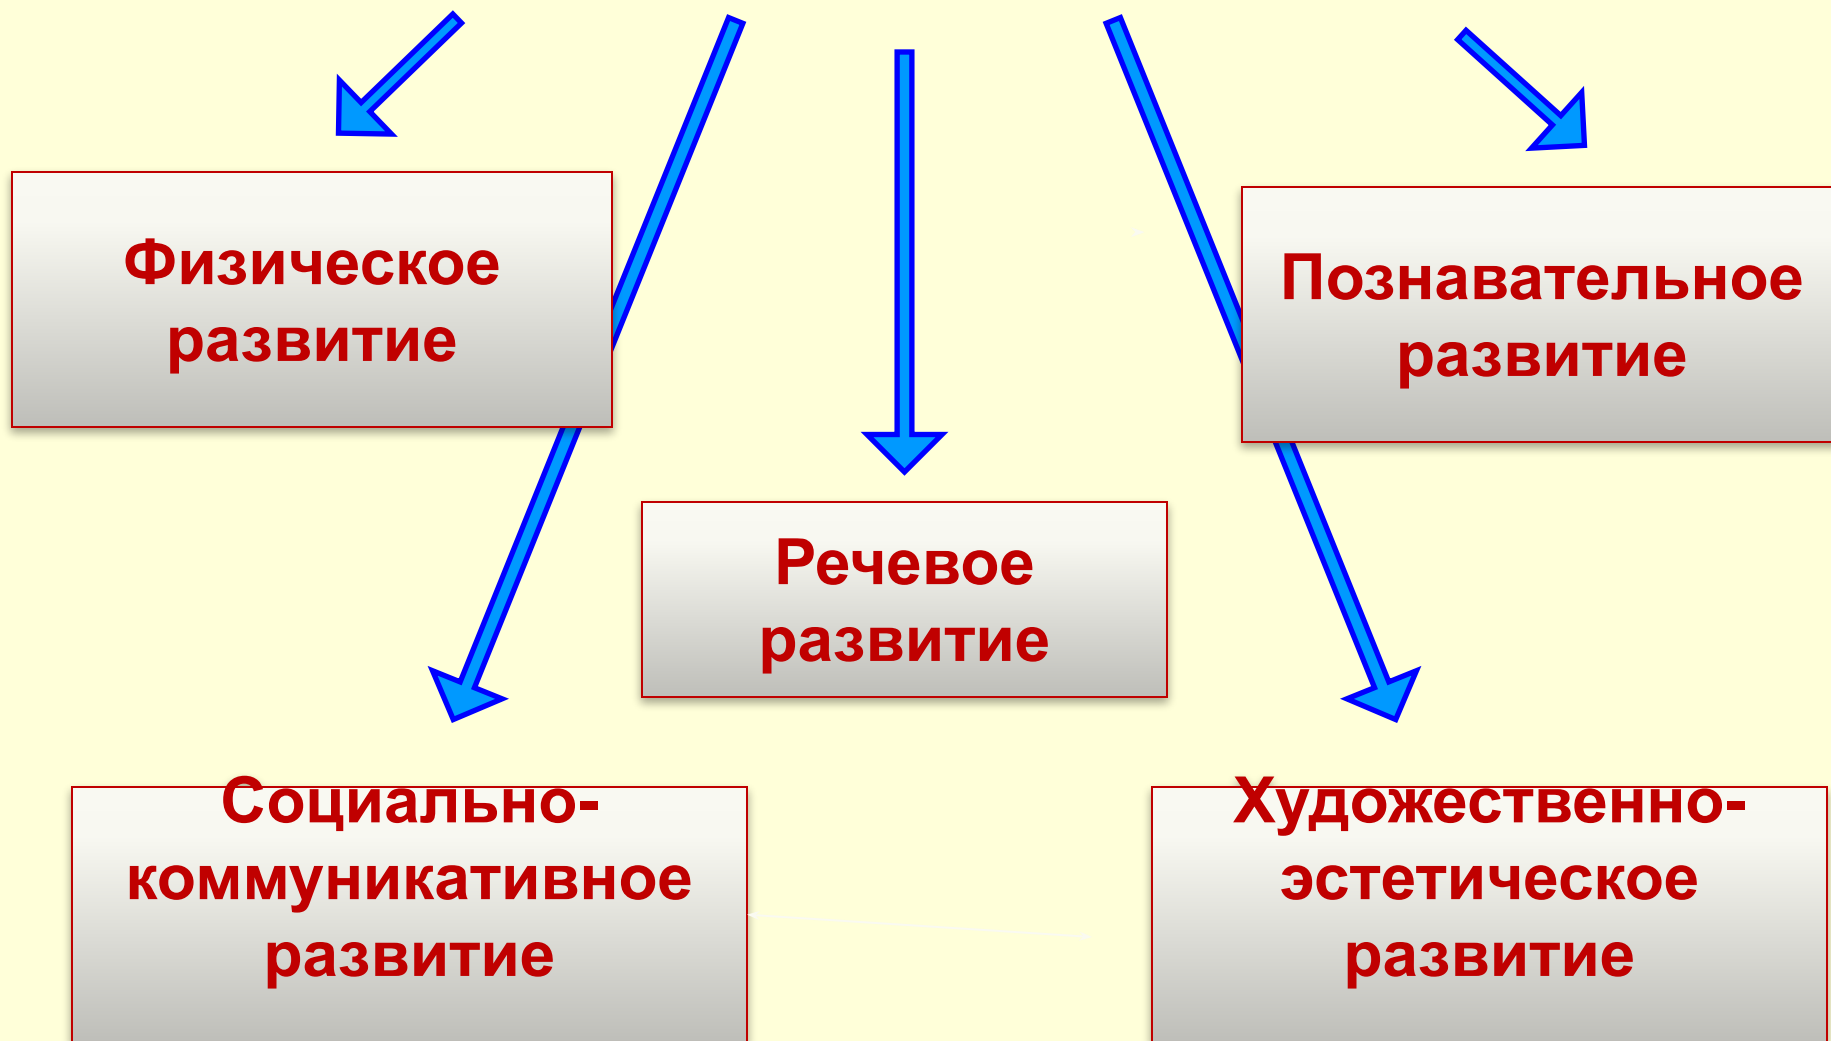 Физическое
развитие
Познавательное
развитие
Речевое
развитие
Социально-
коммуникативное
развитие
Художественно-
эстетическое
развитие